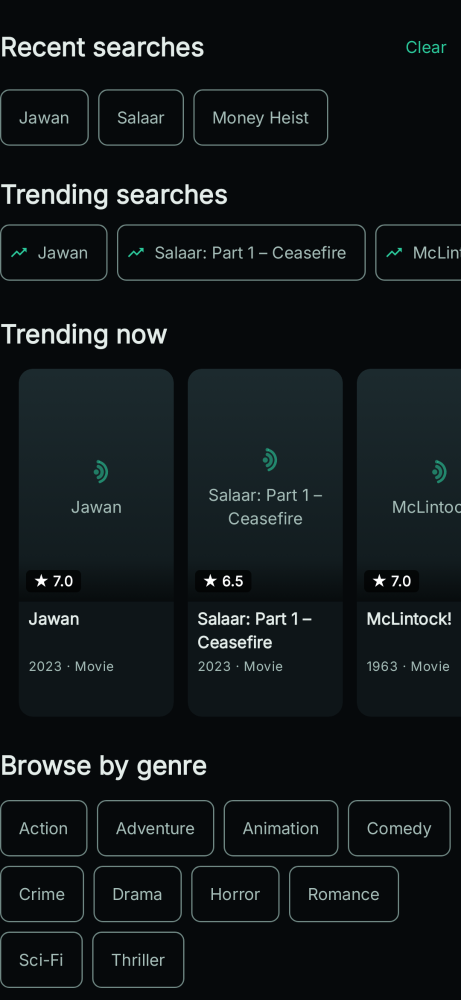 Recent searches
Clear
Jawan
Salaar
Money Heist
Trending searches
Jawan
Salaar: Part 1 – Ceasefire
McLint
Trending now
Jawan
Salaar: Part 1 –
Ceasefire
McLintoc
★ 7.0
★ 6.5
★ 7.0
Jawan
Salaar: Part 1 –
Ceasefire
McLintock!
2023 · Movie
2023 · Movie
1963 · Movie
Browse by genre
Action
Adventure
Animation
Comedy
Crime
Drama
Horror
Romance
Sci-Fi
Thriller